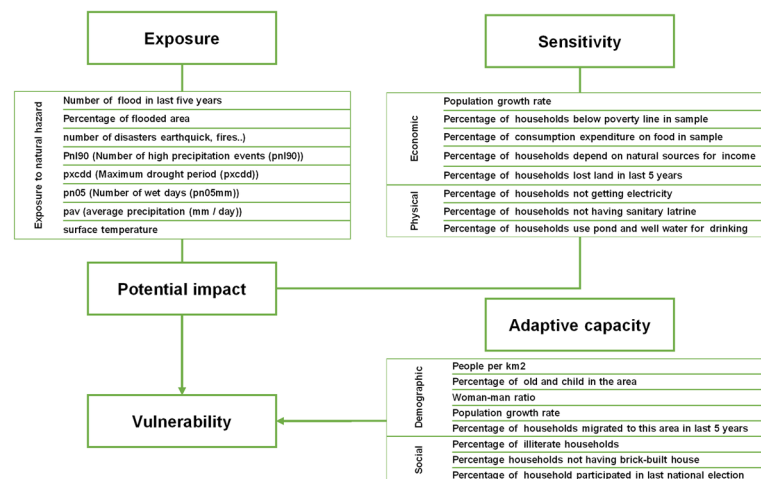 Exposure
Exposure to natural hazard
Number of flood in last five years
Percentage of flooded area
number of disasters earthquick, fires..)
Pnl90 (Number of high precipitation events (pnl90))
pxcdd (Maximum drought period (pxcdd))
pn05 (Number of wet days (pn05mm))
pav (average precipitation (mm / day))
surface temperature
Sensitivity
Economic
Population growth rate
Percentage of households below poverty line in sample
Percentage of consumption expenditure on food in sample
Percentage of households depend on natural sources for income
Percentage of households lost land in last 5 years
Physical
Percentage of households not getting electricity
Percentage of households not having sanitary latrine
Percentage of households use pond and well water for drinking
Potential impact
Adaptive capacity
Demographic
People per km2
Percentage of old and child in the area
Woman-man ratio
Population growth rate
Percentage of households migrated to this area in last 5 years
Social
Percentage of illiterate households
Percentage households not having brick-built house
Percentage of household participated in last national election
Vulnerability